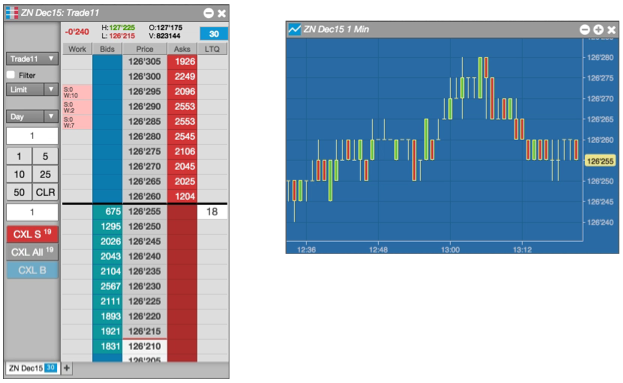 ZN Dec15: Trade11
-0'240 H:127'225 O:127'175
L: 126'215 V:823144 30
Work Bids Price Asks LTQ
Trade11 126'305 1926
Filter 126'300 2249
Limit S:0 W:10 126'295 2096
S:0 W:2 126'290 2553
Day S:0 W:7 126'285 2553
1 126'280 2545
1 5 126'275 2106
10 25 126'270 2045
50 CLR 126'265 2025
126'260 1204
1 675 126'255 18
CXL S 19 1295 126'250
2026 126'245
CXL All 19 2043 126'240
CXL B 2104 126'235
2567 126'230
2111 126'225
1893 126'220
1921 126'215
1831 126'210
126'205
ZN Dec15 30 +
ZN Dec15 1 Min
126'280
126'275
126'270
126'265
126'260
126'255
126'250
126'245
126'240
12:36 12:48 13:00 13:12